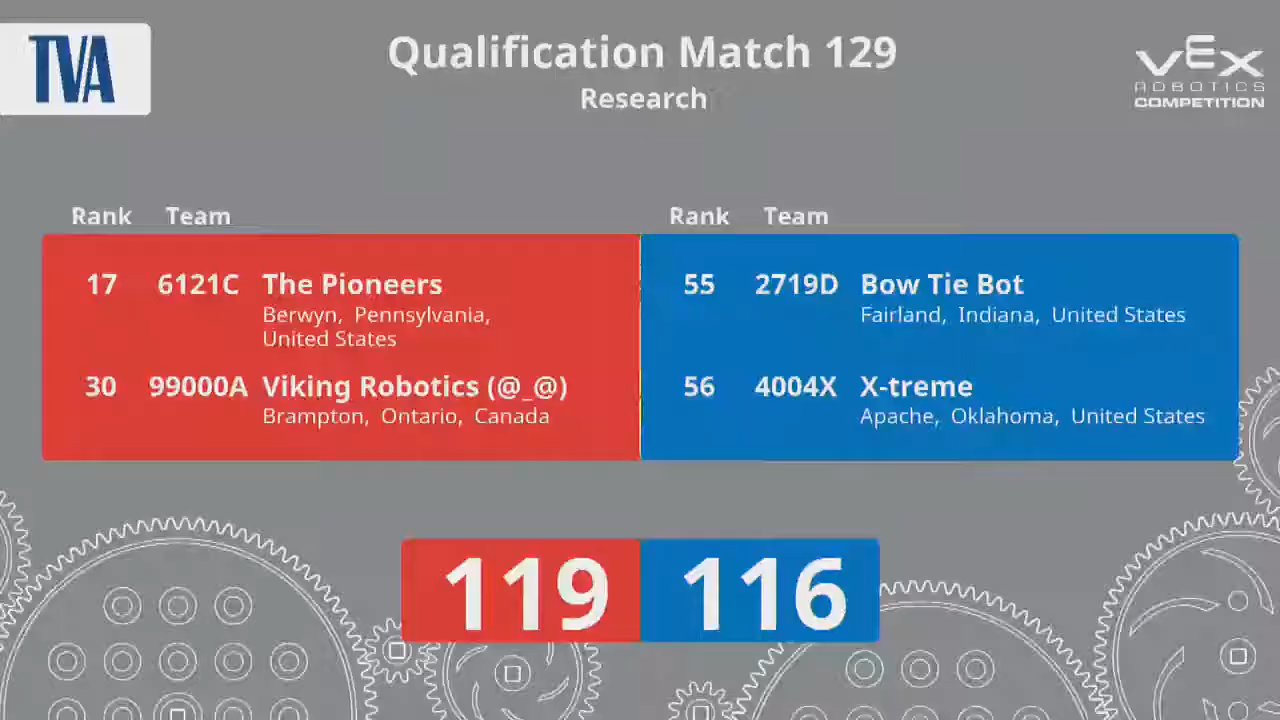 TVA
Qualification Match 129
Research
VEX
ROBOTICS
COMPETITION
Rank Team
17 6121C The Pioneers
Berwyn, Pennsylvania,
United States
30 99000A Viking Robotics (@_@)
Brampton, Ontario, Canada
Rank Team
55 2719D Bow Tie Bot
Fairland, Indiana, United States
56 4004X X-treme
Apache, Oklahoma, United States
119 116